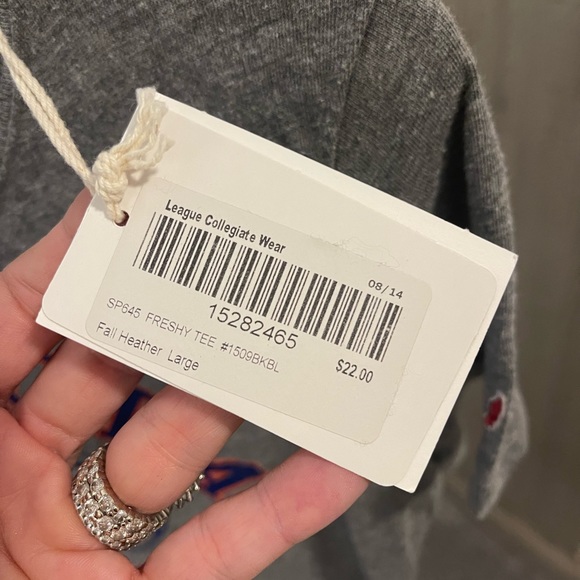 League Collegiate Wear
08/14
15282465
SP645 FRESHY TEE #1509BKBL
$22.00
Fall Heather Large